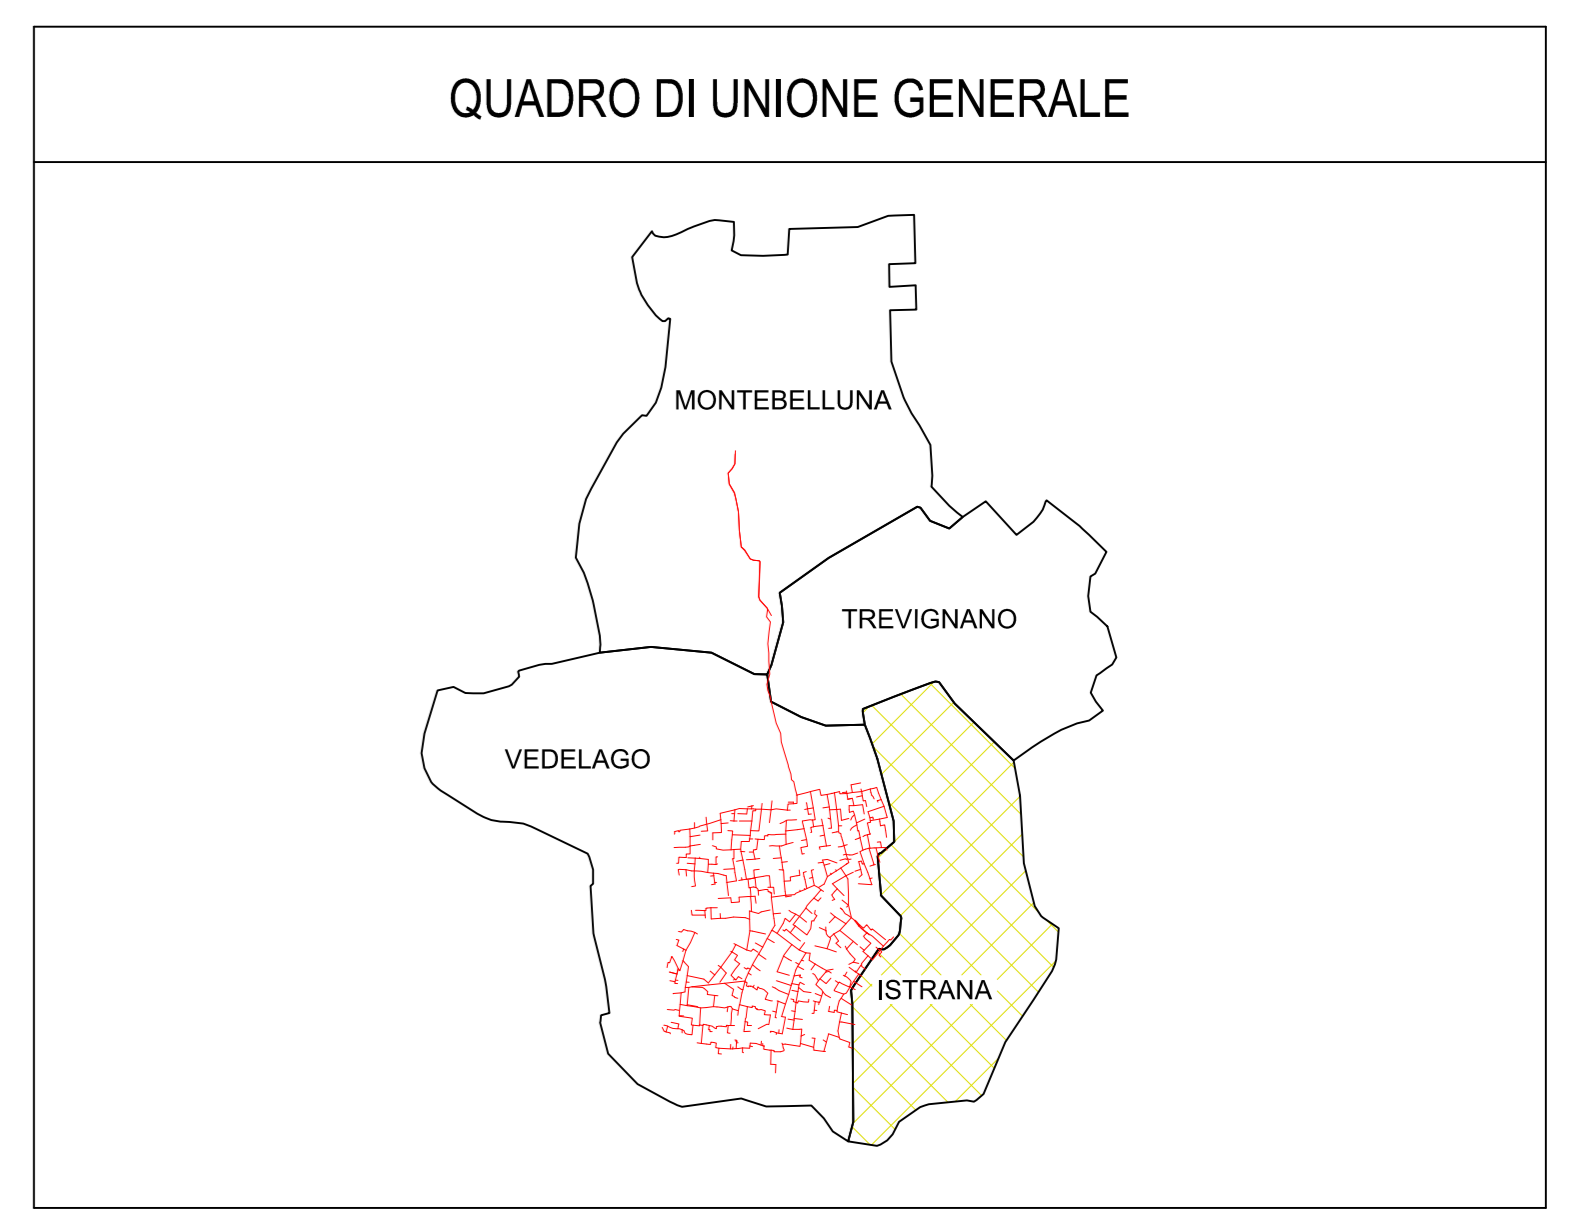 QUADRO DI UNIONE GENERALE
MONTEBELLUNA
TREVIGNANO
VEDELAGO
ISTRANA